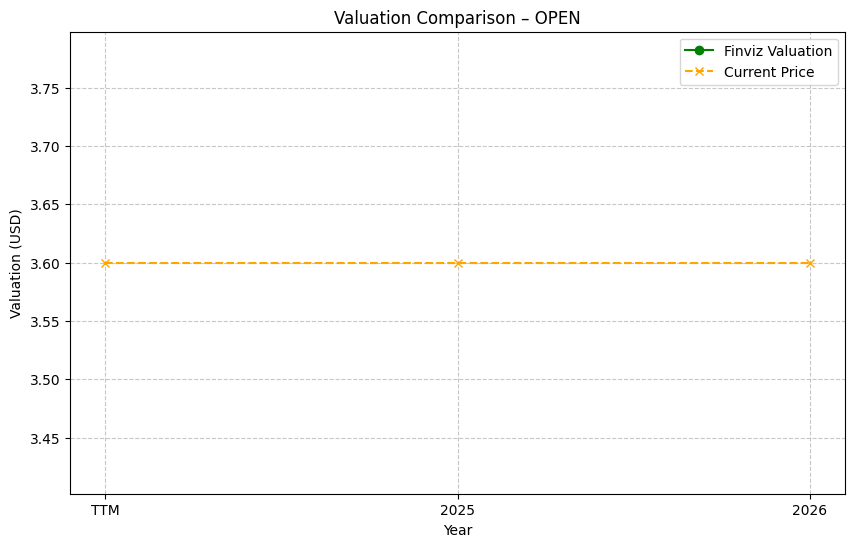 Valuation Comparison – OPEN
Finviz Valuation
Current Price
Valuation (USD)
3.75
3.70
3.65
3.60
3.55
3.50
3.45
TTM
2025
2026
Year